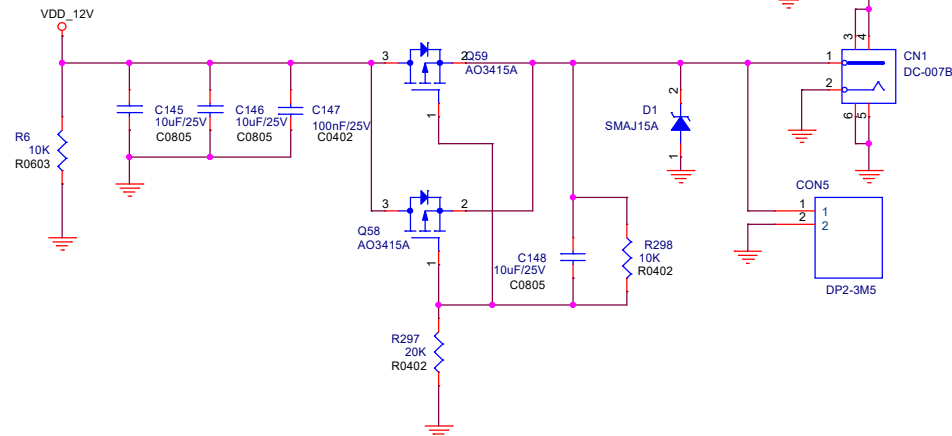 VDD_12V
3
4
3
2
Q59
AO3415A
1
CN1
DC-007B
2
C145
10uF/25V
C0805
C146
10uF/25V
C0805
C147
100nF/25V
C0402
1
2
D1
SMAJ15A
1
6
5
R6
10K
R0603
CON5
3
2
Q58
AO3415A
1
1
1
2
2
C148
10uF/25V
C0805
R298
10K
R0402
DP2-3M5
R297
20K
R0402